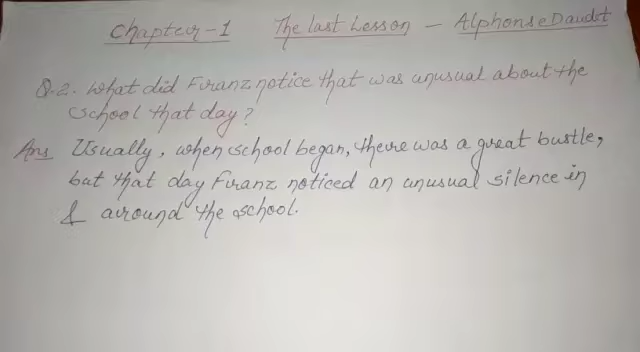 Chapter-1 The Last Lesson - Alphonse Daudet
Q.2. What did Franz notice that was unusual about the
school that day?
Ans Usually, when school began, there was a great bustle,
but that day Franz noticed an unusual silence in
& around the school.